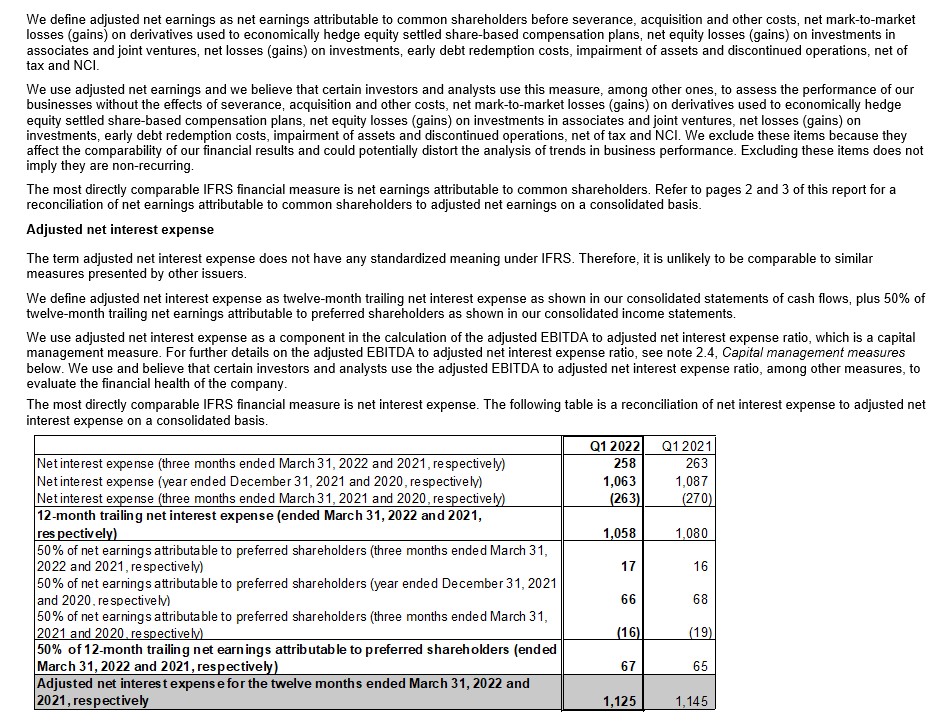 We define adjusted net earnings as net earnings attributable to common shareholders before severance, acquisition and other costs, net mark-to-market
losses (gains) on derivatives used to economically hedge equity settled share-based compensation plans, net equity losses (gains) on investments in
associates and joint ventures, net losses (gains) on investments, early debt redemption costs, impairment of assets and discontinued operations, net of
tax and NCI.
We use adjusted net earnings and we believe that certain investors and analysts use this measure, among other ones, to assess the performance of our
businesses without the effects of severance, acquisition and other costs, net mark-to-market losses (gains) on derivatives used to economically hedge
equity settled share-based compensation plans, net equity losses (gains) on investments in associates and joint ventures, net losses (gains) on
investments, early debt redemption costs, impairment of assets and discontinued operations, net of tax and NCI. We exclude these items because they
affect the comparability of our financial results and could potentially distort the analysis of trends in business performance. Excluding these items does not
imply they are non-recurring.
The most directly comparable IFRS financial measure is net earnings attributable to common shareholders. Refer to pages 2 and 3 of this report for a
reconciliation of net earnings attributable to common shareholders to adjusted net earnings on a consolidated basis.
Adjusted net interest expense
The term adjusted net interest expense does not have any standardized meaning under IFRS. Therefore, it is unlikely to be comparable to similar
measures presented by other issuers.
We define adjusted net interest expense as twelve-month trailing net interest expense as shown in our consolidated statements of cash flows, plus 50% of
twelve-month trailing net earnings attributable to preferred shareholders as shown in our consolidated income statements.
We use adjusted net interest expense as a component in the calculation of the adjusted EBITDA to adjusted net interest expense ratio, which is a capital
management measure. For further details on the adjusted EBITDA to adjusted net interest expense ratio, see note 2.4, Capital management measures
below. We use and believe that certain investors and analysts use the adjusted EBITDA to adjusted net interest expense ratio, among other measures, to
evaluate the financial health of the company.
The most directly comparable IFRS financial measure is net interest expense. The following table is a reconciliation of net interest expense to adjusted net
interest expense on a consolidated basis.
Q1 2022 Q1 2021
Net interest expense (three months ended March 31, 2022 and 2021, respectively) 258 263
Net interest expense (year ended December 31, 2021 and 2020, respectively) 1,063 1,087
Net interest expense (three months ended March 31, 2021 and 2020, respectively) (263) (270)
12-month trailing net interest expense (ended March 31, 2022 and 2021,
respectively) 1,058 1,080
50% of net earnings attributable to preferred shareholders (three months ended March 31,
2022 and 2021, respectively) 17 16
50% of net earnings attributable to preferred shareholders (year ended December 31, 2021
and 2020, respectively) 66 68
50% of net earnings attributable to preferred shareholders (three months ended March 31,
2021 and 2020, respectively) (16) (19)
50% of 12-month trailing net earnings attributable to preferred shareholders (ended
March 31, 2022 and 2021, respectively) 67 65
Adjusted net interest expense for the twelve months ended March 31, 2022 and
2021, respectively 1,125 1,145